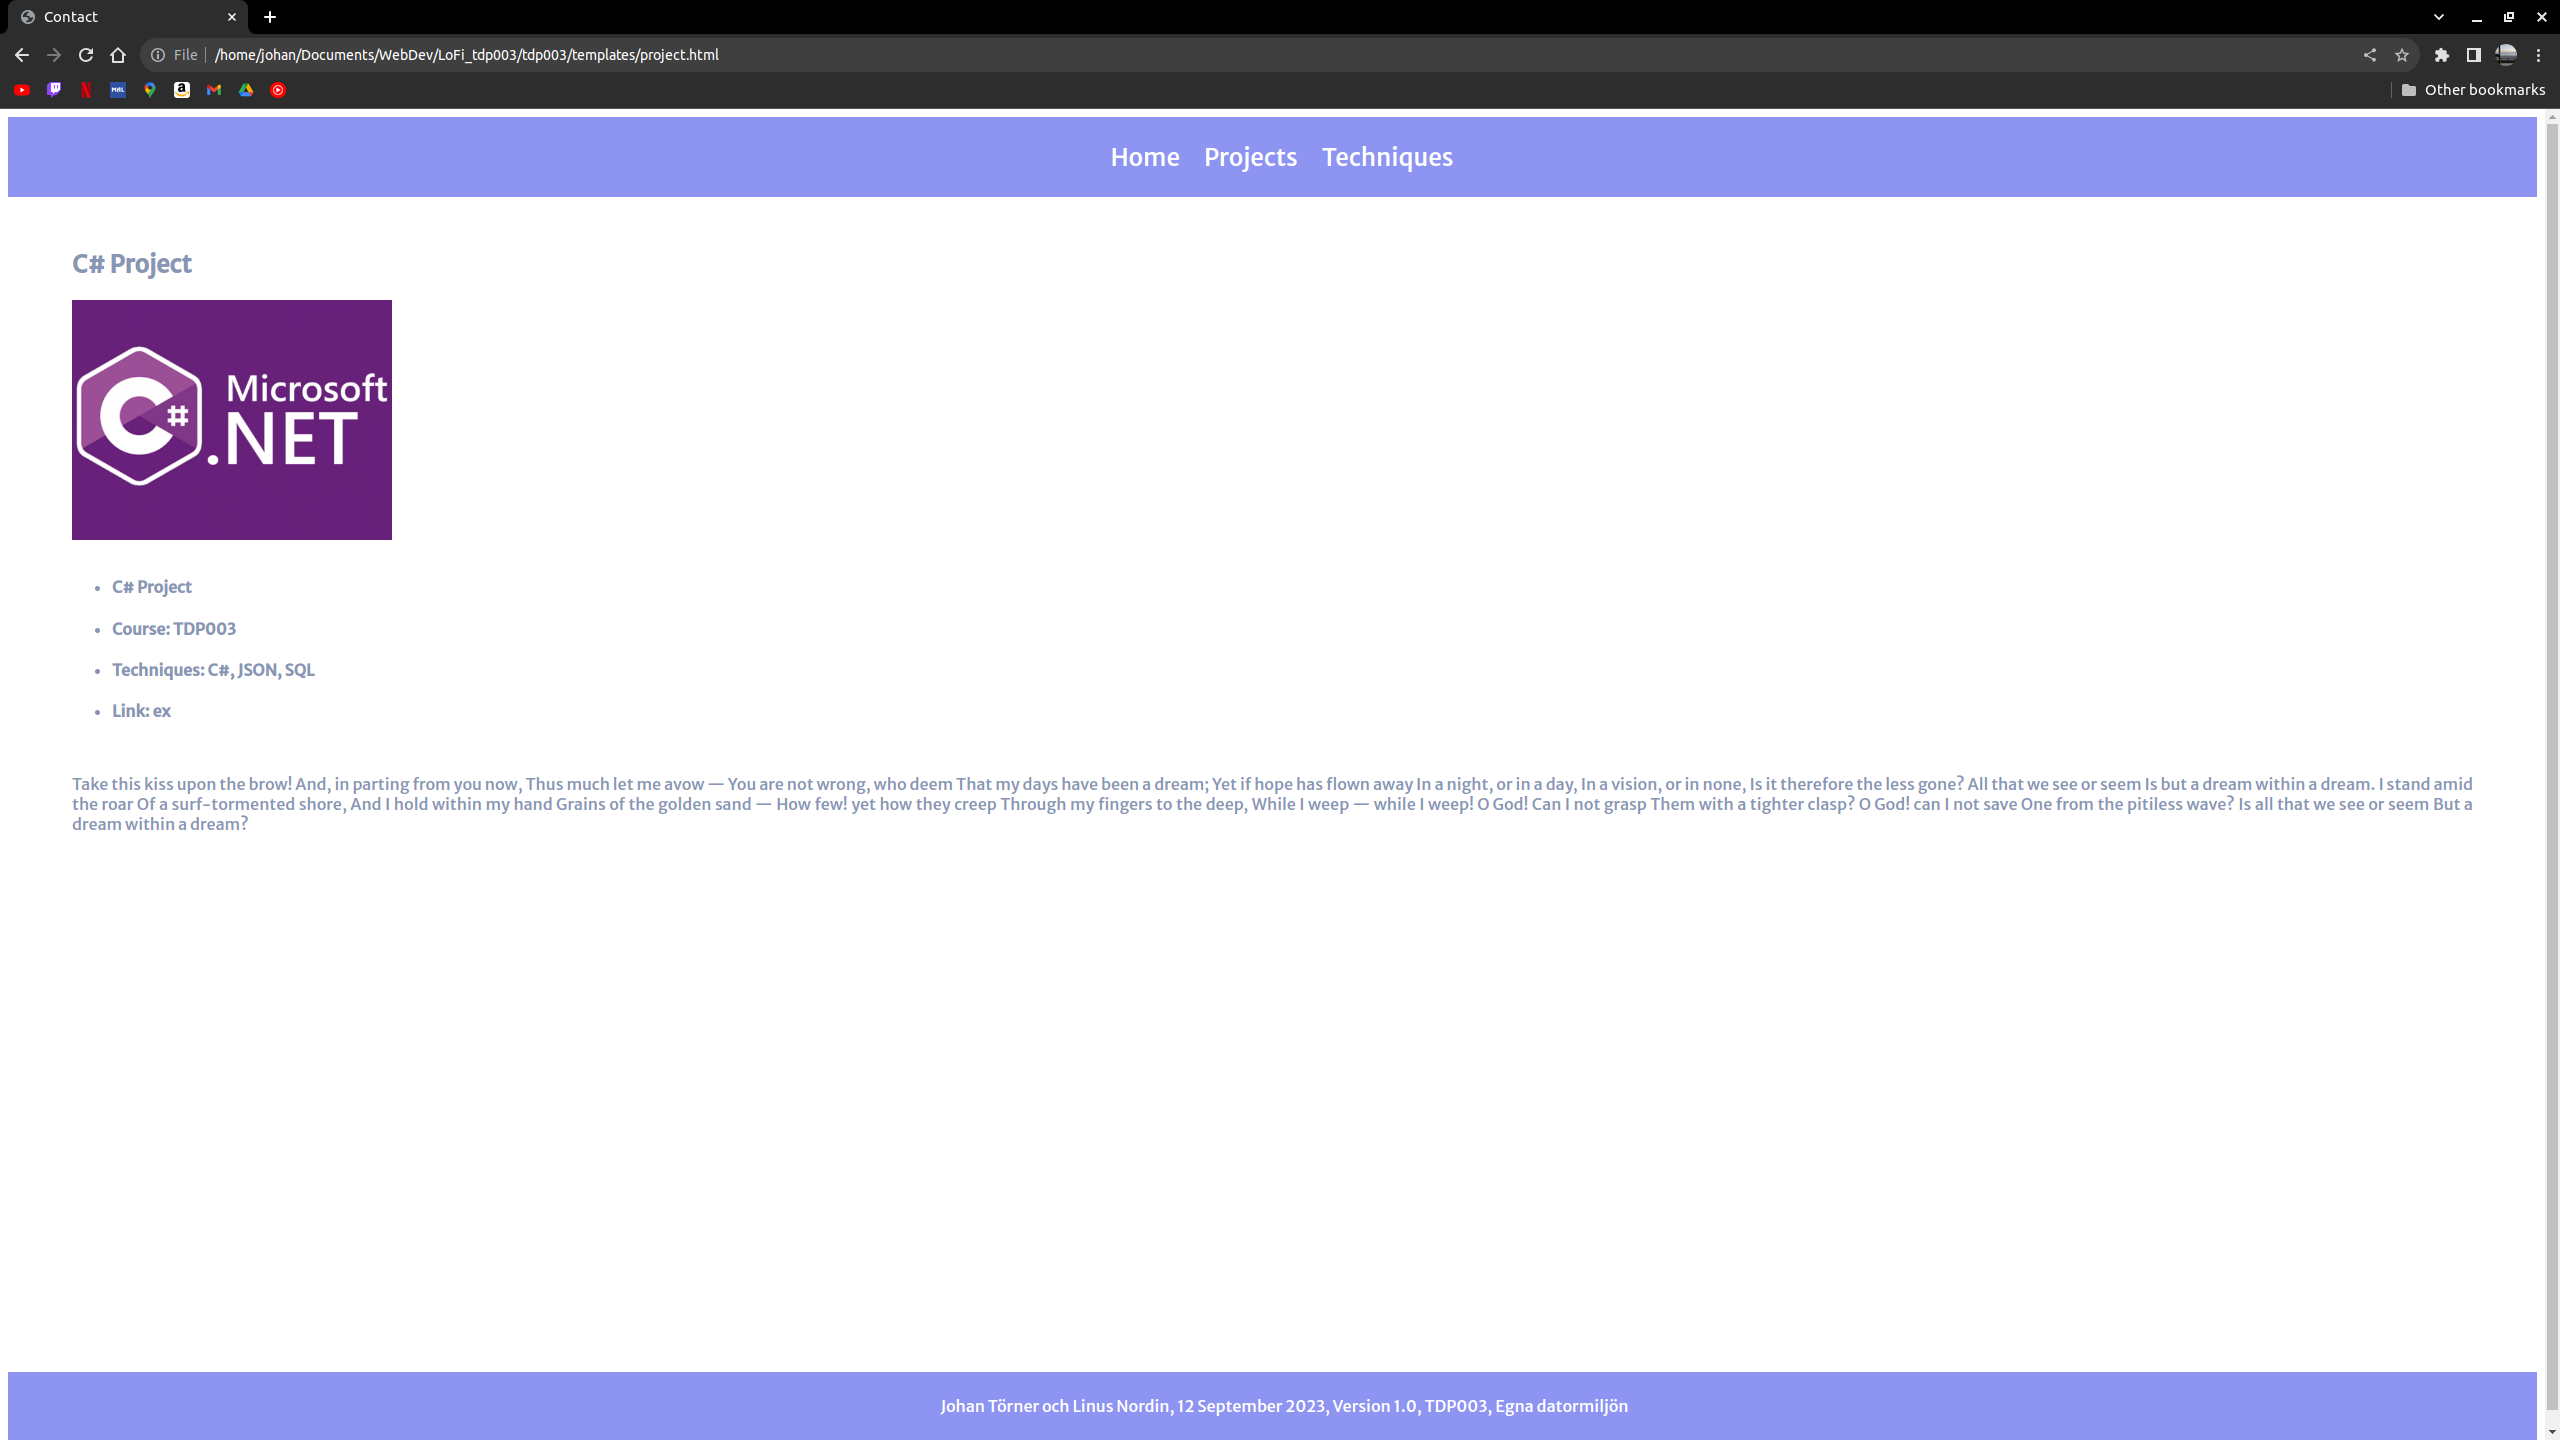 Contact
File
/home/johan/Documents/WebDev/LoFi_tdp003/tdp003/templates/project.html
MAL
Other bookmarks
Home Projects Techniques
C# Project
C#
Microsoft
.NET
• C# Project
• Course: TDP003
• Techniques: C#, JSON, SQL
• Link: ex
Take this kiss upon the brow! And, in parting from you now, Thus much let me avow — You are not wrong, who deem That my days have been a dream; Yet if hope has flown away In a night, or in a day, In a vision, or in none, Is it therefore the less gone? All that we see or seem Is but a dream within a dream. I stand amid
the roar Of a surf-tormented shore, And I hold within my hand Grains of the golden sand — How few! yet how they creep Through my fingers to the deep, While I weep — while I weep! O God! Can I not grasp Them with a tighter clasp? O God! can I not save One from the pitiless wave? Is all that we see or seem But a
dream within a dream?
Johan Törner och Linus Nordin, 12 September 2023, Version 1.0, TDP003, Egna datormiljön